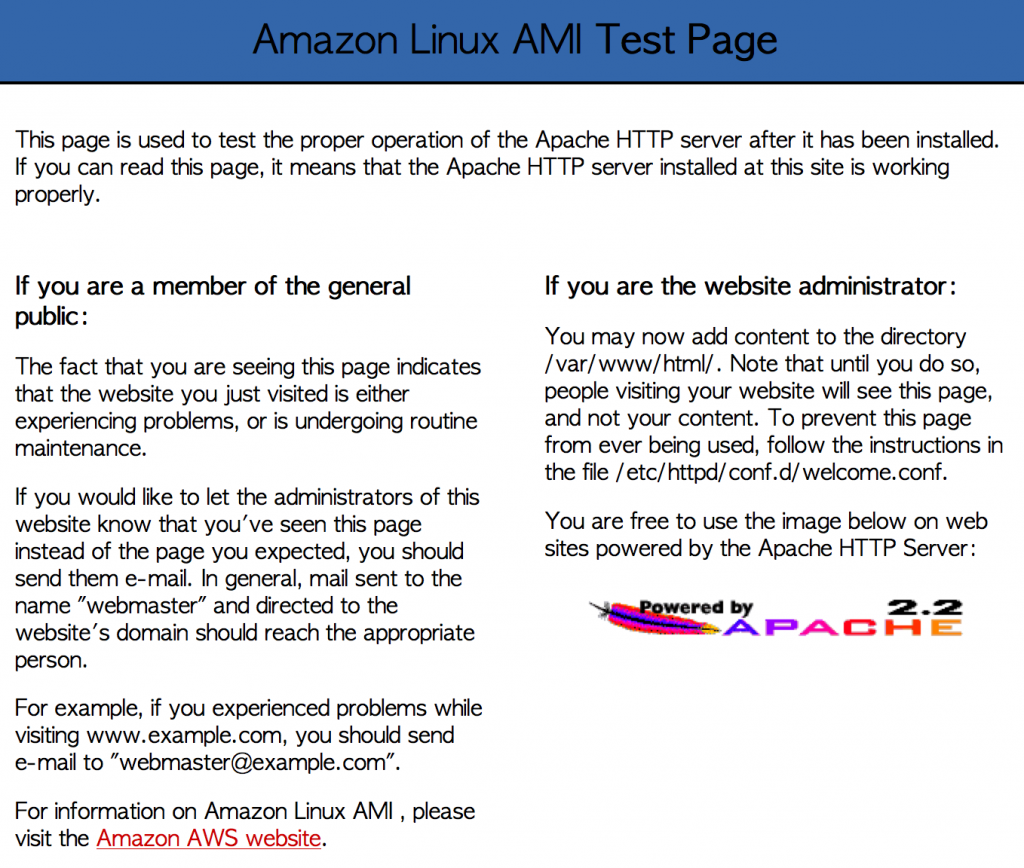 Amazon Linux AMI Test Page
This page is used to test the proper operation of the Apache HTTP server after it has been installed.
If you can read this page, it means that the Apache HTTP server installed at this site is working
properly.
If you are a member of the general
public:
The fact that you are seeing this page indicates
that the website you just visited is either
experiencing problems, or is undergoing routine
maintenance.
If you would like to let the administrators of this
website know that you've seen this page
instead of the page you expected, you should
send them e-mail. In general, mail sent to the
name "webmaster" and directed to the
website's domain should reach the appropriate
person.
For example, if you experienced problems while
visiting www.example.com, you should send
e-mail to "webmaster@example.com".
For information on Amazon Linux AMI , please
visit the Amazon AWS website.
If you are the website administrator:
You may now add content to the directory
/var/www/html/. Note that until you do so,
people visiting your website will see this page,
and not your content. To prevent this page
from ever being used, follow the instructions in
the file /etc/httpd/conf.d/welcome.conf.
You are free to use the image below on web
sites powered by the Apache HTTP Server:
Powered by 2.2
APACHE